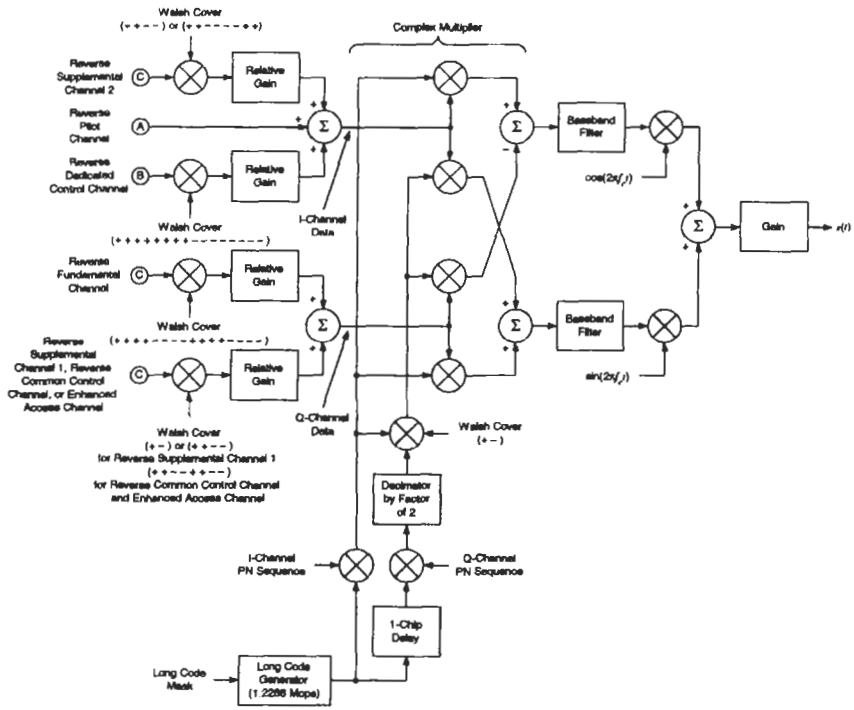 Walsh Cover
(+ + – –) or (+ + – – – – + +)
Complex Multiplier
Reverse
Supplemental
Channel 2
C
Relative
Gain
Reverse
Pilot
Channel
A
Σ
Σ
Baseband
Filter
cos(2πf_c t)
Reverse
Dedicated
Control Channel
B
Relative
Gain
I-Channel
Data
Walsh Cover
(+ + + + + + + + – – – – – – – –)
Σ
Gain
s(t)
Reverse
Fundamental
Channel
C
Relative
Gain
Walsh Cover
(+ + + + – – – – + + + + – – – –)
Σ
Σ
Baseband
Filter
sin(2πf_c t)
Reverse
Supplemental
Channel 1, Reverse
Common Control
Channel, or Enhanced
Access Channel
C
Relative
Gain
Q-Channel
Data
Walsh Cover
(+ –) or (+ + – –)
for Reverse Supplemental Channel 1
(+ + – – + + – –)
for Reverse Common Control Channel
and Enhanced Access Channel
Walsh Cover
(+ –)
Decimator
by Factor
of 2
I-Channel
PN Sequence
Q-Channel
PN Sequence
1-Chip
Delay
Long Code
Mask
Long Code
Generator
(1.2288 Mcps)